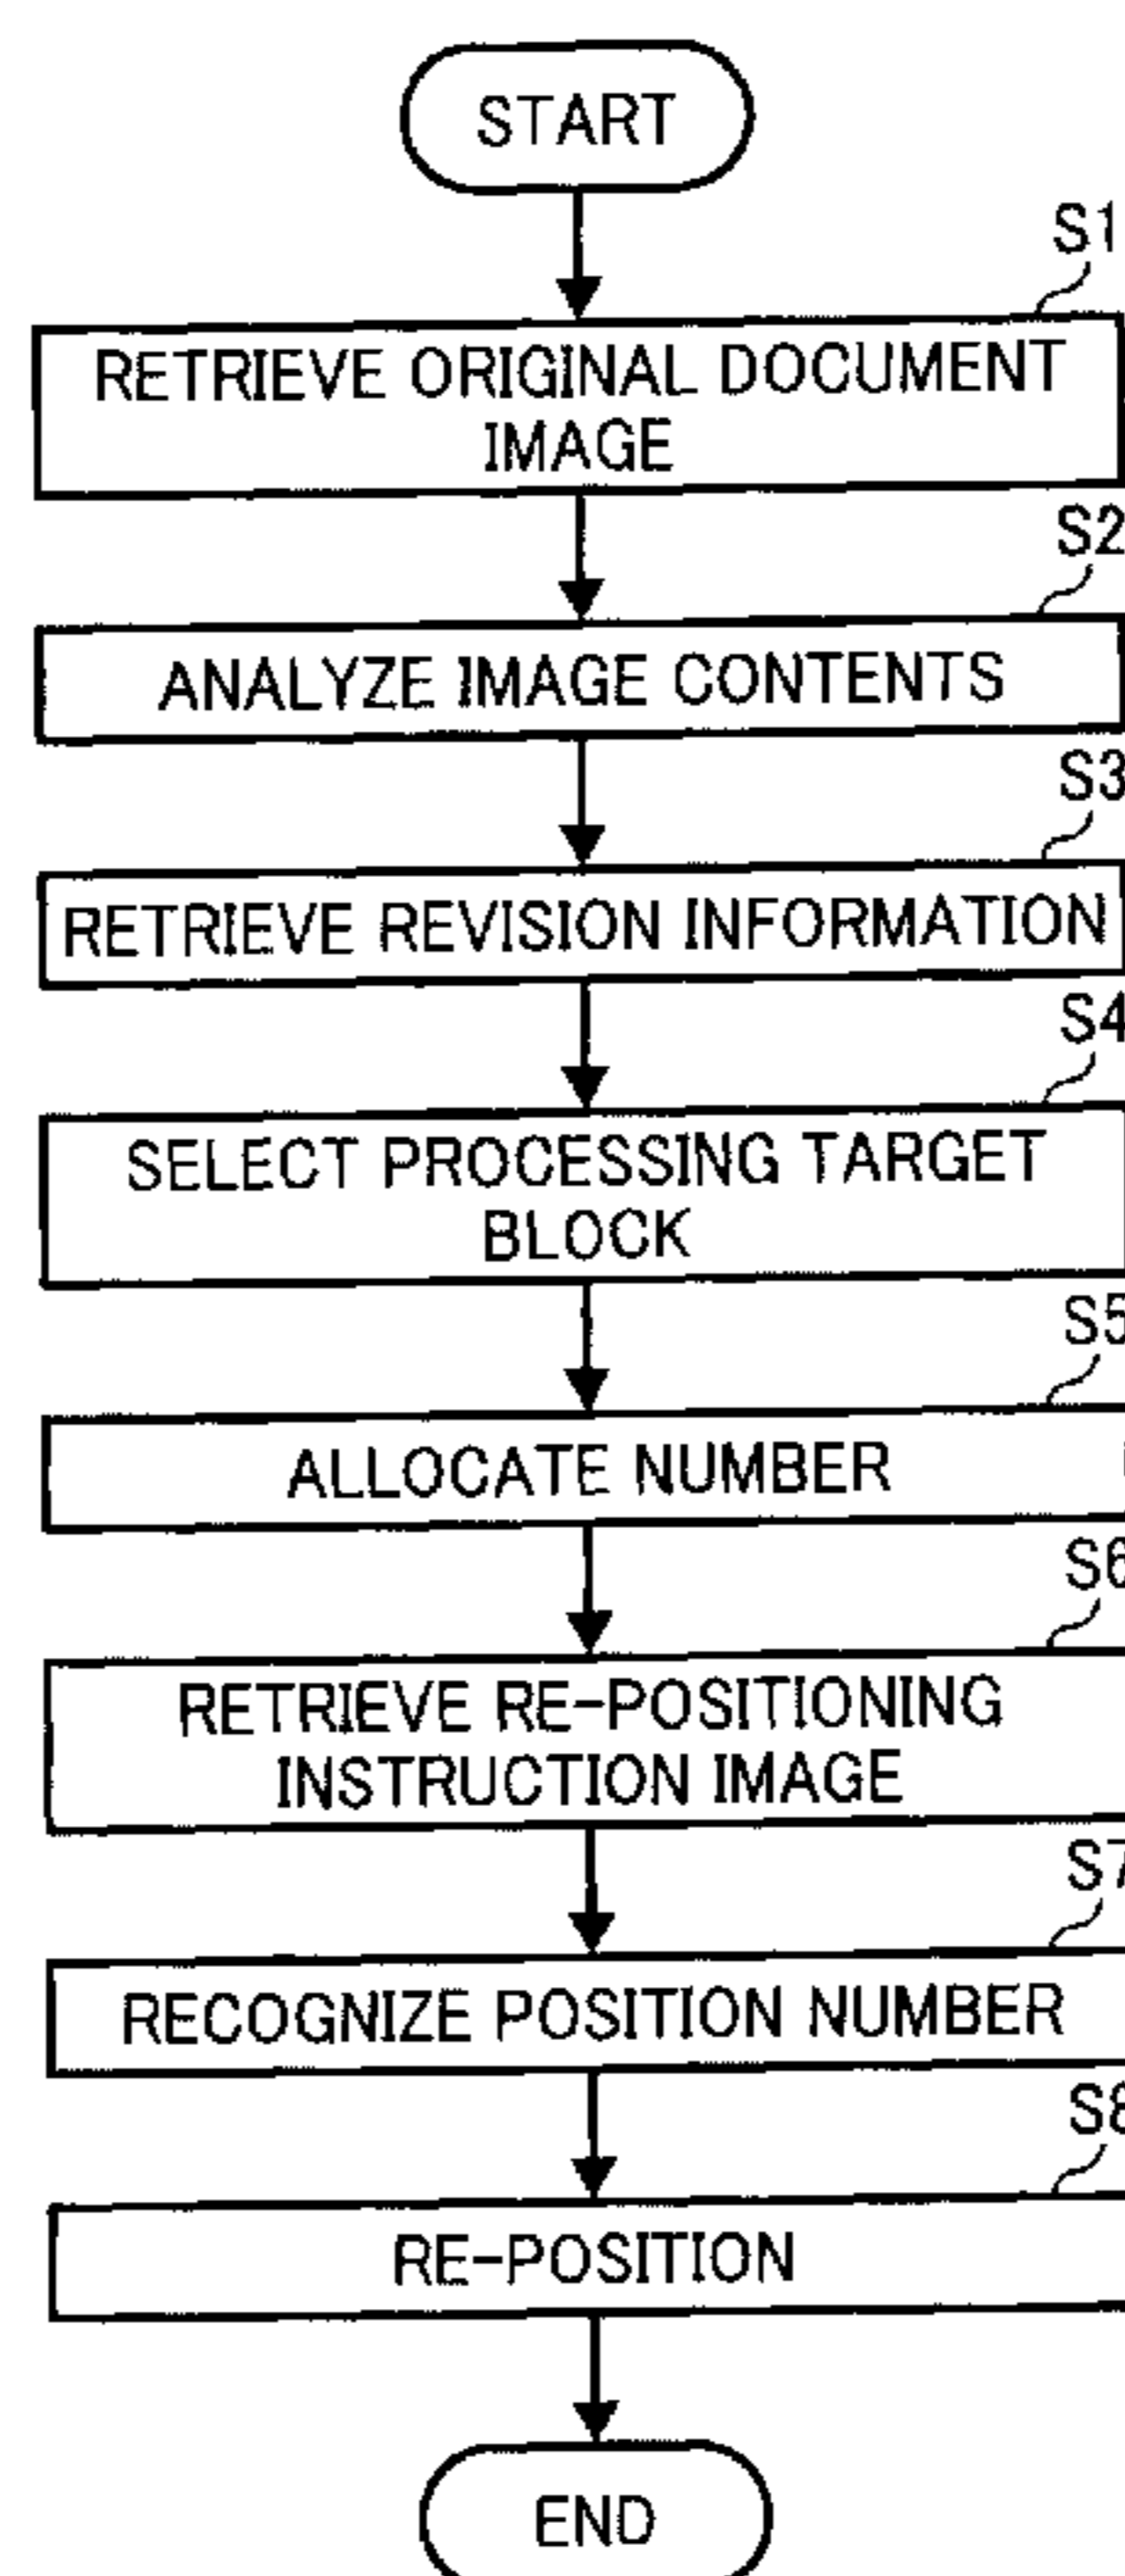 START
S1
RETRIEVE ORIGINAL DOCUMENT
IMAGE
S2
ANALYZE IMAGE CONTENTS
S3
RETRIEVE REVISION INFORMATION
S4
SELECT PROCESSING TARGET
BLOCK
S5
ALLOCATE NUMBER
S6
RETRIEVE RE-POSITIONING
INSTRUCTION IMAGE
S7
RECOGNIZE POSITION NUMBER
S8
RE-POSITION
END